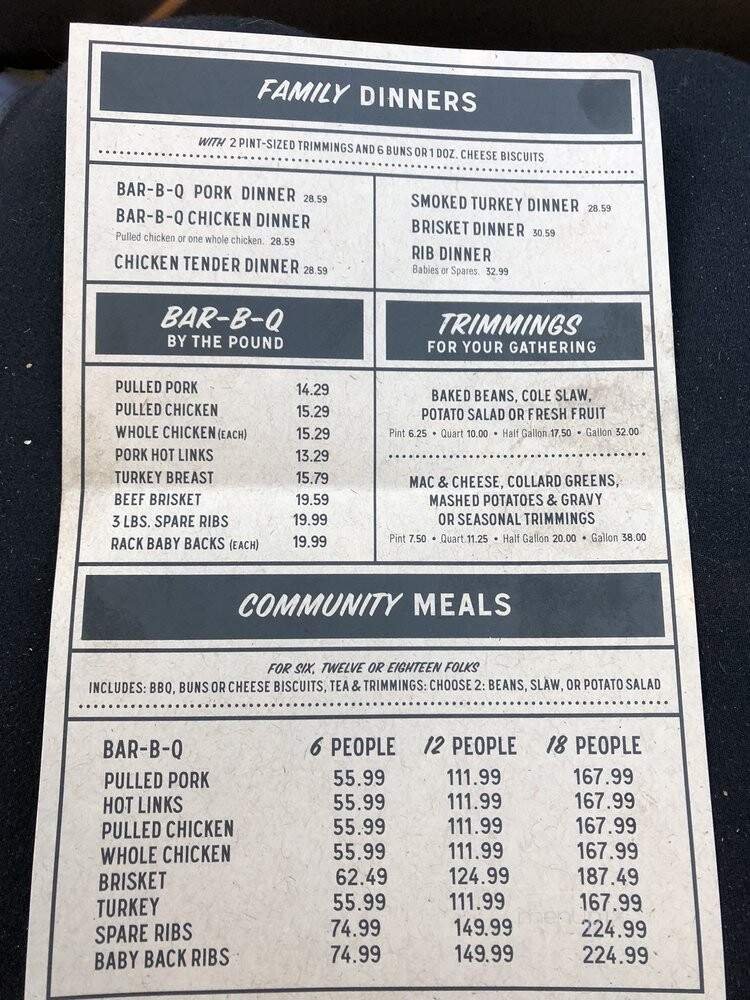 FAMILY DINNERS
WITH 2 PINT-SIZED TRIMMINGS AND 6 BUNS OR 1 DOZ. CHEESE BISCUITS
BAR-B-Q PORK DINNER 28.59
BAR-B-Q CHICKEN DINNER
Pulled chicken or one whole chicken. 28.59
CHICKEN TENDER DINNER 28.59
SMOKED TURKEY DINNER 28.59
BRISKET DINNER 30.59
RIB DINNER
Babies or Spares. 32.99
BAR-B-Q
BY THE POUND
PULLED PORK 14.29
PULLED CHICKEN 15.29
WHOLE CHICKEN (EACH) 15.29
PORK HOT LINKS 13.29
TURKEY BREAST 15.79
BEEF BRISKET 19.59
3 LBS. SPARE RIBS 19.99
RACK BABY BACKS (EACH) 19.99
TRIMMINGS
FOR YOUR GATHERING
BAKED BEANS, COLE SLAW,
POTATO SALAD OR FRESH FRUIT
Pint 6.25 • Quart 10.00 • Half Gallon 17.50 • Gallon 32.00
MAC & CHEESE, COLLARD GREENS,
MASHED POTATOES & GRAVY
OR SEASONAL TRIMMINGS
Pint 7.50 • Quart 11.25 • Half Gallon 20.00 • Gallon 38.00
COMMUNITY MEALS
FOR SIX, TWELVE OR EIGHTEEN FOLKS
INCLUDES: BBQ, BUNS OR CHEESE BISCUITS, TEA & TRIMMINGS: CHOOSE 2: BEANS, SLAW, OR POTATO SALAD
BAR-B-Q 6 PEOPLE 12 PEOPLE 18 PEOPLE
PULLED PORK 55.99 111.99 167.99
HOT LINKS 55.99 111.99 167.99
PULLED CHICKEN 55.99 111.99 167.99
WHOLE CHICKEN 55.99 111.99 167.99
BRISKET 62.49 124.99 187.49
TURKEY 55.99 111.99 167.99
SPARE RIBS 74.99 149.99 224.99
BABY BACK RIBS 74.99 149.99 224.99